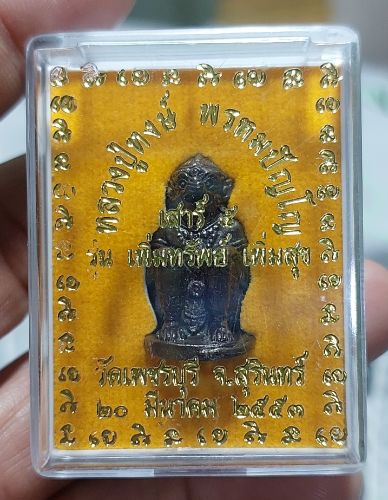 หลวงปู่หงษ์ พรหมปัญโญ
เสาร์ ๕
รุ่น เพิ่มทรัพย์ เพิ่มสุข
วัดเพชรบุรี จ.สุรินทร์
๒๐ มีนาคม ๒๕๕๓